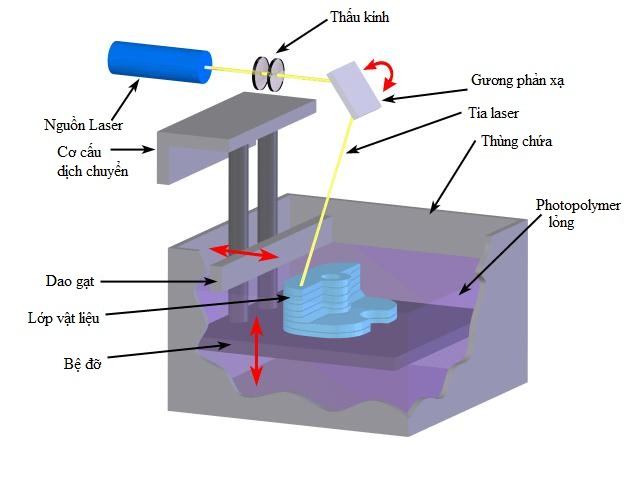 Thấu kính
Gương phản xạ
Nguồn Laser
Tia laser
Cơ cấu
dịch chuyển
Thùng chứa
Photopolymer
lỏng
Dao gạt
Lớp vật liệu
Bệ đỡ